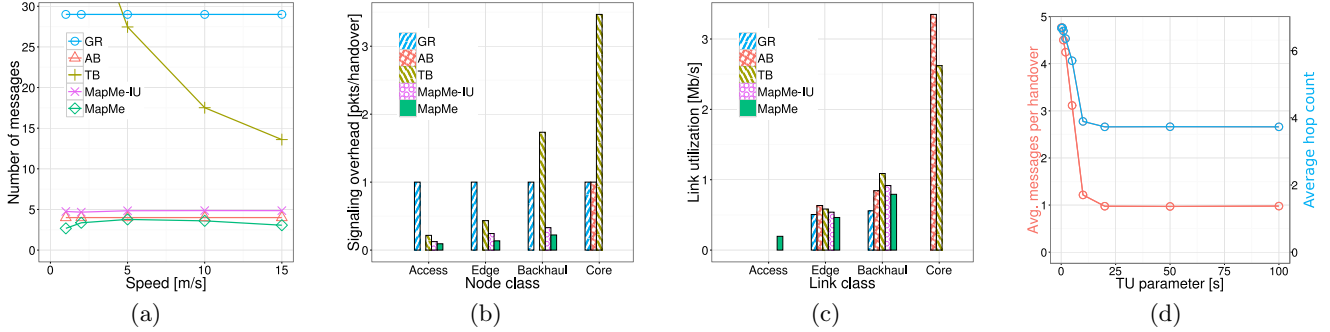 Number of messages
30
25
20
15
10
5
0
GR
AB
TB
MapMe-IU
MapMe
0
5
10
15
Speed [m/s]
(a)
Signaling overhead [pkts/handover]
3
2
1
0
GR
AB
TB
MapMe-IU
MapMe
Access
Edge
Backhaul
Core
Node class
(b)
Link utilization [Mb/s]
3
2
1
0
GR
AB
TB
MapMe-IU
MapMe
Access
Edge
Backhaul
Core
Link class
(c)
Avg. messages per handover
5
4
3
2
1
0
0
25
50
75
100
TU parameter [s]
6
4
2
0
Average hop count
(d)